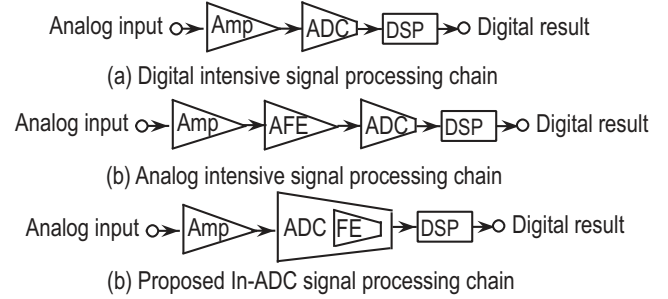 Analog input Amp ADC DSP Digital result
(a) Digital intensive signal processing chain
Analog input Amp AFE ADC DSP Digital result
(b) Analog intensive signal processing chain
Analog input Amp ADC FE DSP Digital result
(b) Proposed In-ADC signal processing chain